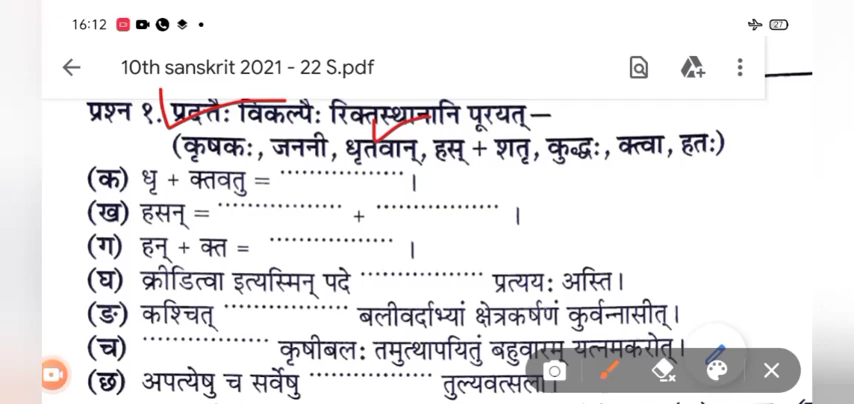 16:12
27
10th sanskrit 2021 - 22 S.pdf
प्रश्न १. प्रदत्तैः विकल्पैः रिक्तस्थानानि पूरयत्—
(कृषकः, जननी, धृतवान्, हस् + शतृ, कुद्धः, क्त्वा, हतः)
(क) धृ + क्तवतु = .................. ।
(ख) हसन् = .................. + .................. ।
(ग) हन् + क्त = .................. ।
(घ) क्रीडित्वा इत्यस्मिन् पदे .................. प्रत्ययः अस्ति।
(ङ) कश्चित् .................. बलीवर्दाभ्यां क्षेत्रकर्षणं कुर्वन्नासीत्।
(च) .................. कृषीबलः तमुत्थापयितुं बहुवारम् यत्नमकरोत्।
(छ) अपत्येषु च सर्वेषु .................. तुल्यवत्सला।